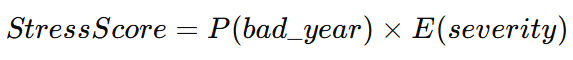 StressScore = P(bad_year) × E(severity)